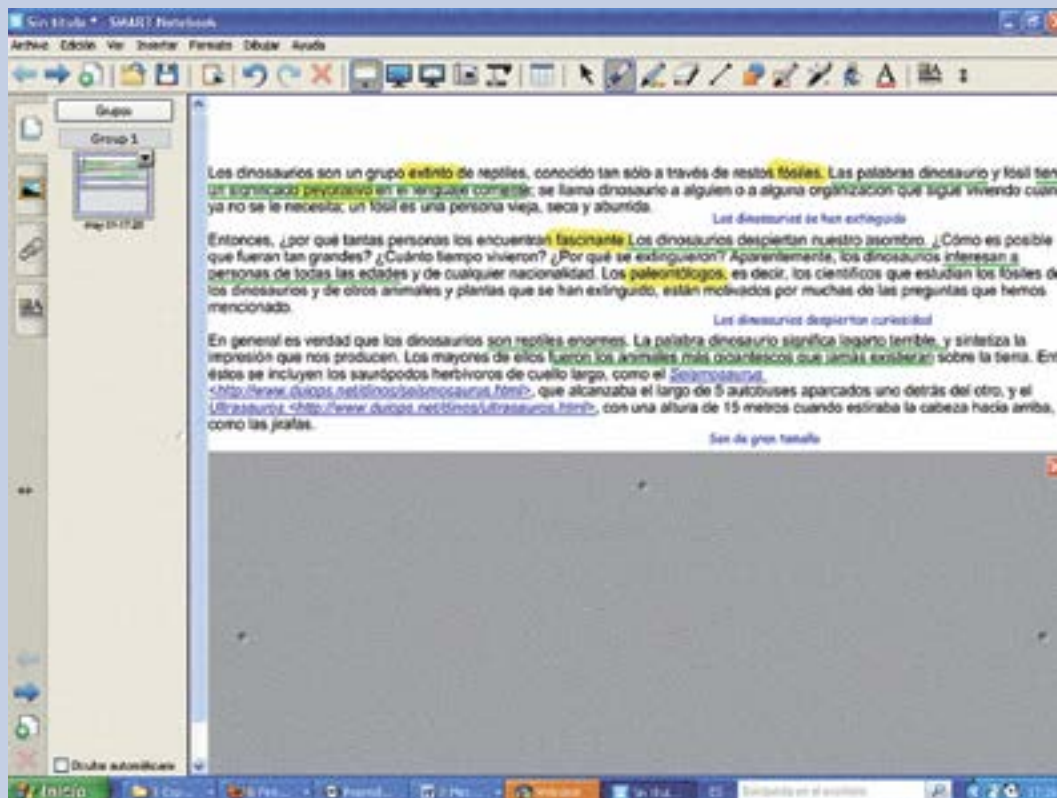 Sin título * - SMART Notebook
Archivo Edición Ver Insertar Formato Dibujar Ayuda
Grupos
Group 1
may 31-17:20
Los dinosaurios son un grupo extinto de reptiles, conocido tan sólo a través de restos fósiles. Las palabras dinosaurio y fósil tien
un significado peyorativo en el lenguaje corriente; se llama dinosaurio a alguien o a alguna organización que sigue viviendo cuan
ya no se le necesita; un fósil es una persona vieja, seca y aburrida.
Los dinosaurios se han extinguido
Entonces, ¿por qué tantas personas los encuentran fascinante Los dinosaurios despiertan nuestro asombro. ¿Cómo es posible
que fueran tan grandes? ¿Cuánto tiempo vivieron? ¿Por qué se extinguieron? Aparentemente, los dinosaurios interesan a
personas de todas las edades y de cualquier nacionalidad. Los paleontólogos, es decir, los científicos que estudian los fósiles de
los dinosaurios y de otros animales y plantas que se han extinguido, están motivados por muchas de las preguntas que hemos
mencionado.
Los dinosaurios despiertan curiosidad
En general es verdad que los dinosaurios son reptiles enormes. La palabra dinosaurio significa lagarto terrible, y sintetiza la
impresión que nos producen. Los mayores de ellos fueron los animales más gigantescos que jamás existieran sobre la tierra. Ent
éstos se incluyen los saurópodos herbívoros de cuello largo, como el Seismosaurus
<http://www.duiops.net/dinos/seismosaurus.html>, que alcanzaba el largo de 5 autobuses aparcados uno detrás del otro, y el
Ultrasauros <http://www.duiops.net/dinos/ultrasauros.html>, con una altura de 15 metros cuando estiraba la cabeza hacia arriba,
como las jirafas.
Son de gran tamaño
Inicio